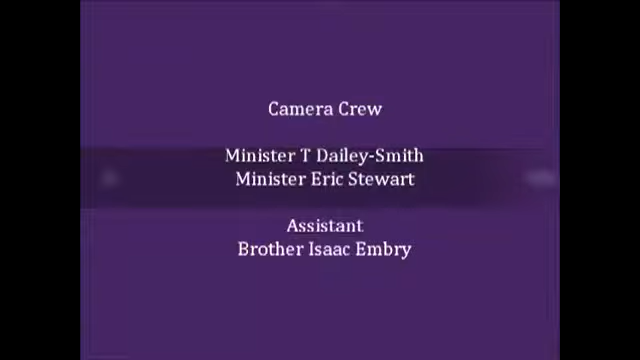 Camera Crew
Minister T Dailey-Smith
Minister Eric Stewart
Assistant
Brother Isaac Embry